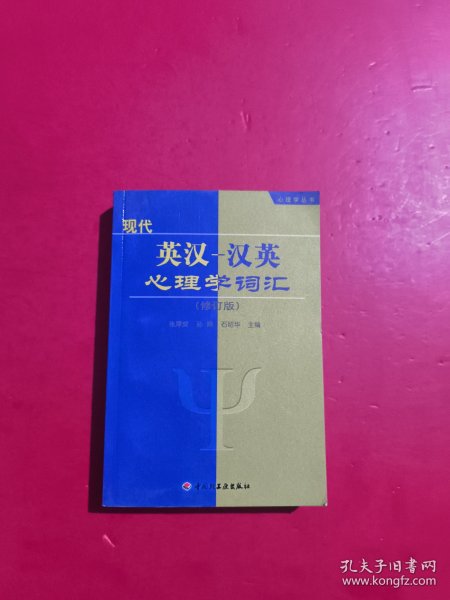 心理学丛书
现代
英汉-汉英
心理学词汇
(修订版)
张厚粲 孙晔 石绍华 主编
中国轻工业出版社
孔夫子旧书网
www.kongfz.com